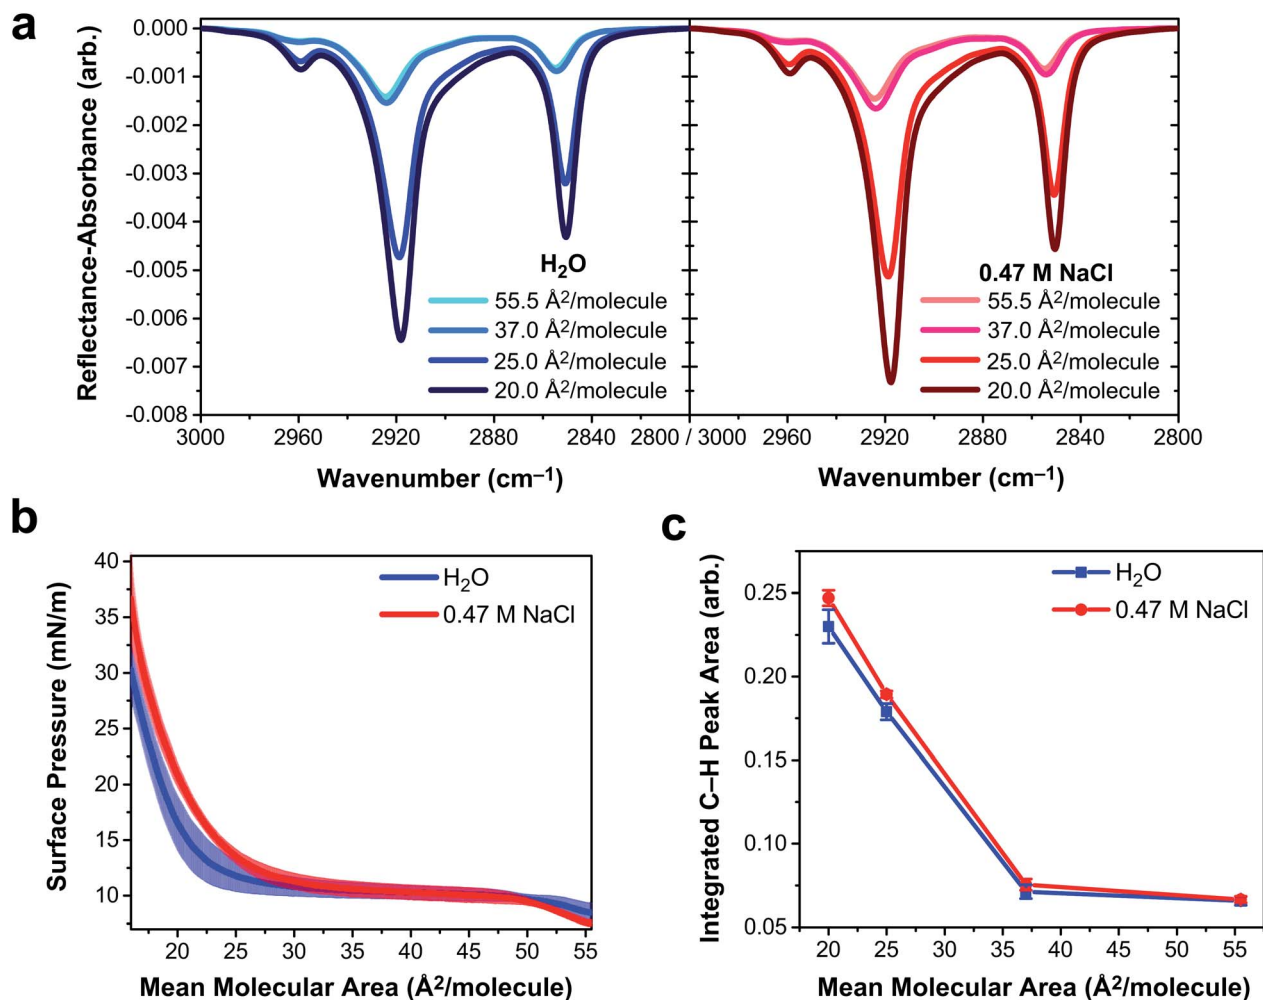 a
Reflectance-Absorbance (arb.)
0.000
-0.001
-0.002
-0.003
-0.004
-0.005
-0.006
-0.007
-0.008
H₂O
55.5 Å²/molecule
37.0 Å²/molecule
25.0 Å²/molecule
20.0 Å²/molecule
0.47 M NaCl
55.5 Å²/molecule
37.0 Å²/molecule
25.0 Å²/molecule
20.0 Å²/molecule
3000 2960 2920 2880 2840 2800 / 3000 2960 2920 2880 2840 2800
Wavenumber (cm⁻¹) Wavenumber (cm⁻¹)
b
Surface Pressure (mN/m)
40
35
30
25
20
15
10
H₂O
0.47 M NaCl
20 25 30 35 40 45 50 55
Mean Molecular Area (Å²/molecule)
c
Integrated C–H Peak Area (arb.)
0.25
0.20
0.15
0.10
0.05
H₂O
0.47 M NaCl
20 25 30 35 40 45 50 55
Mean Molecular Area (Å²/molecule)